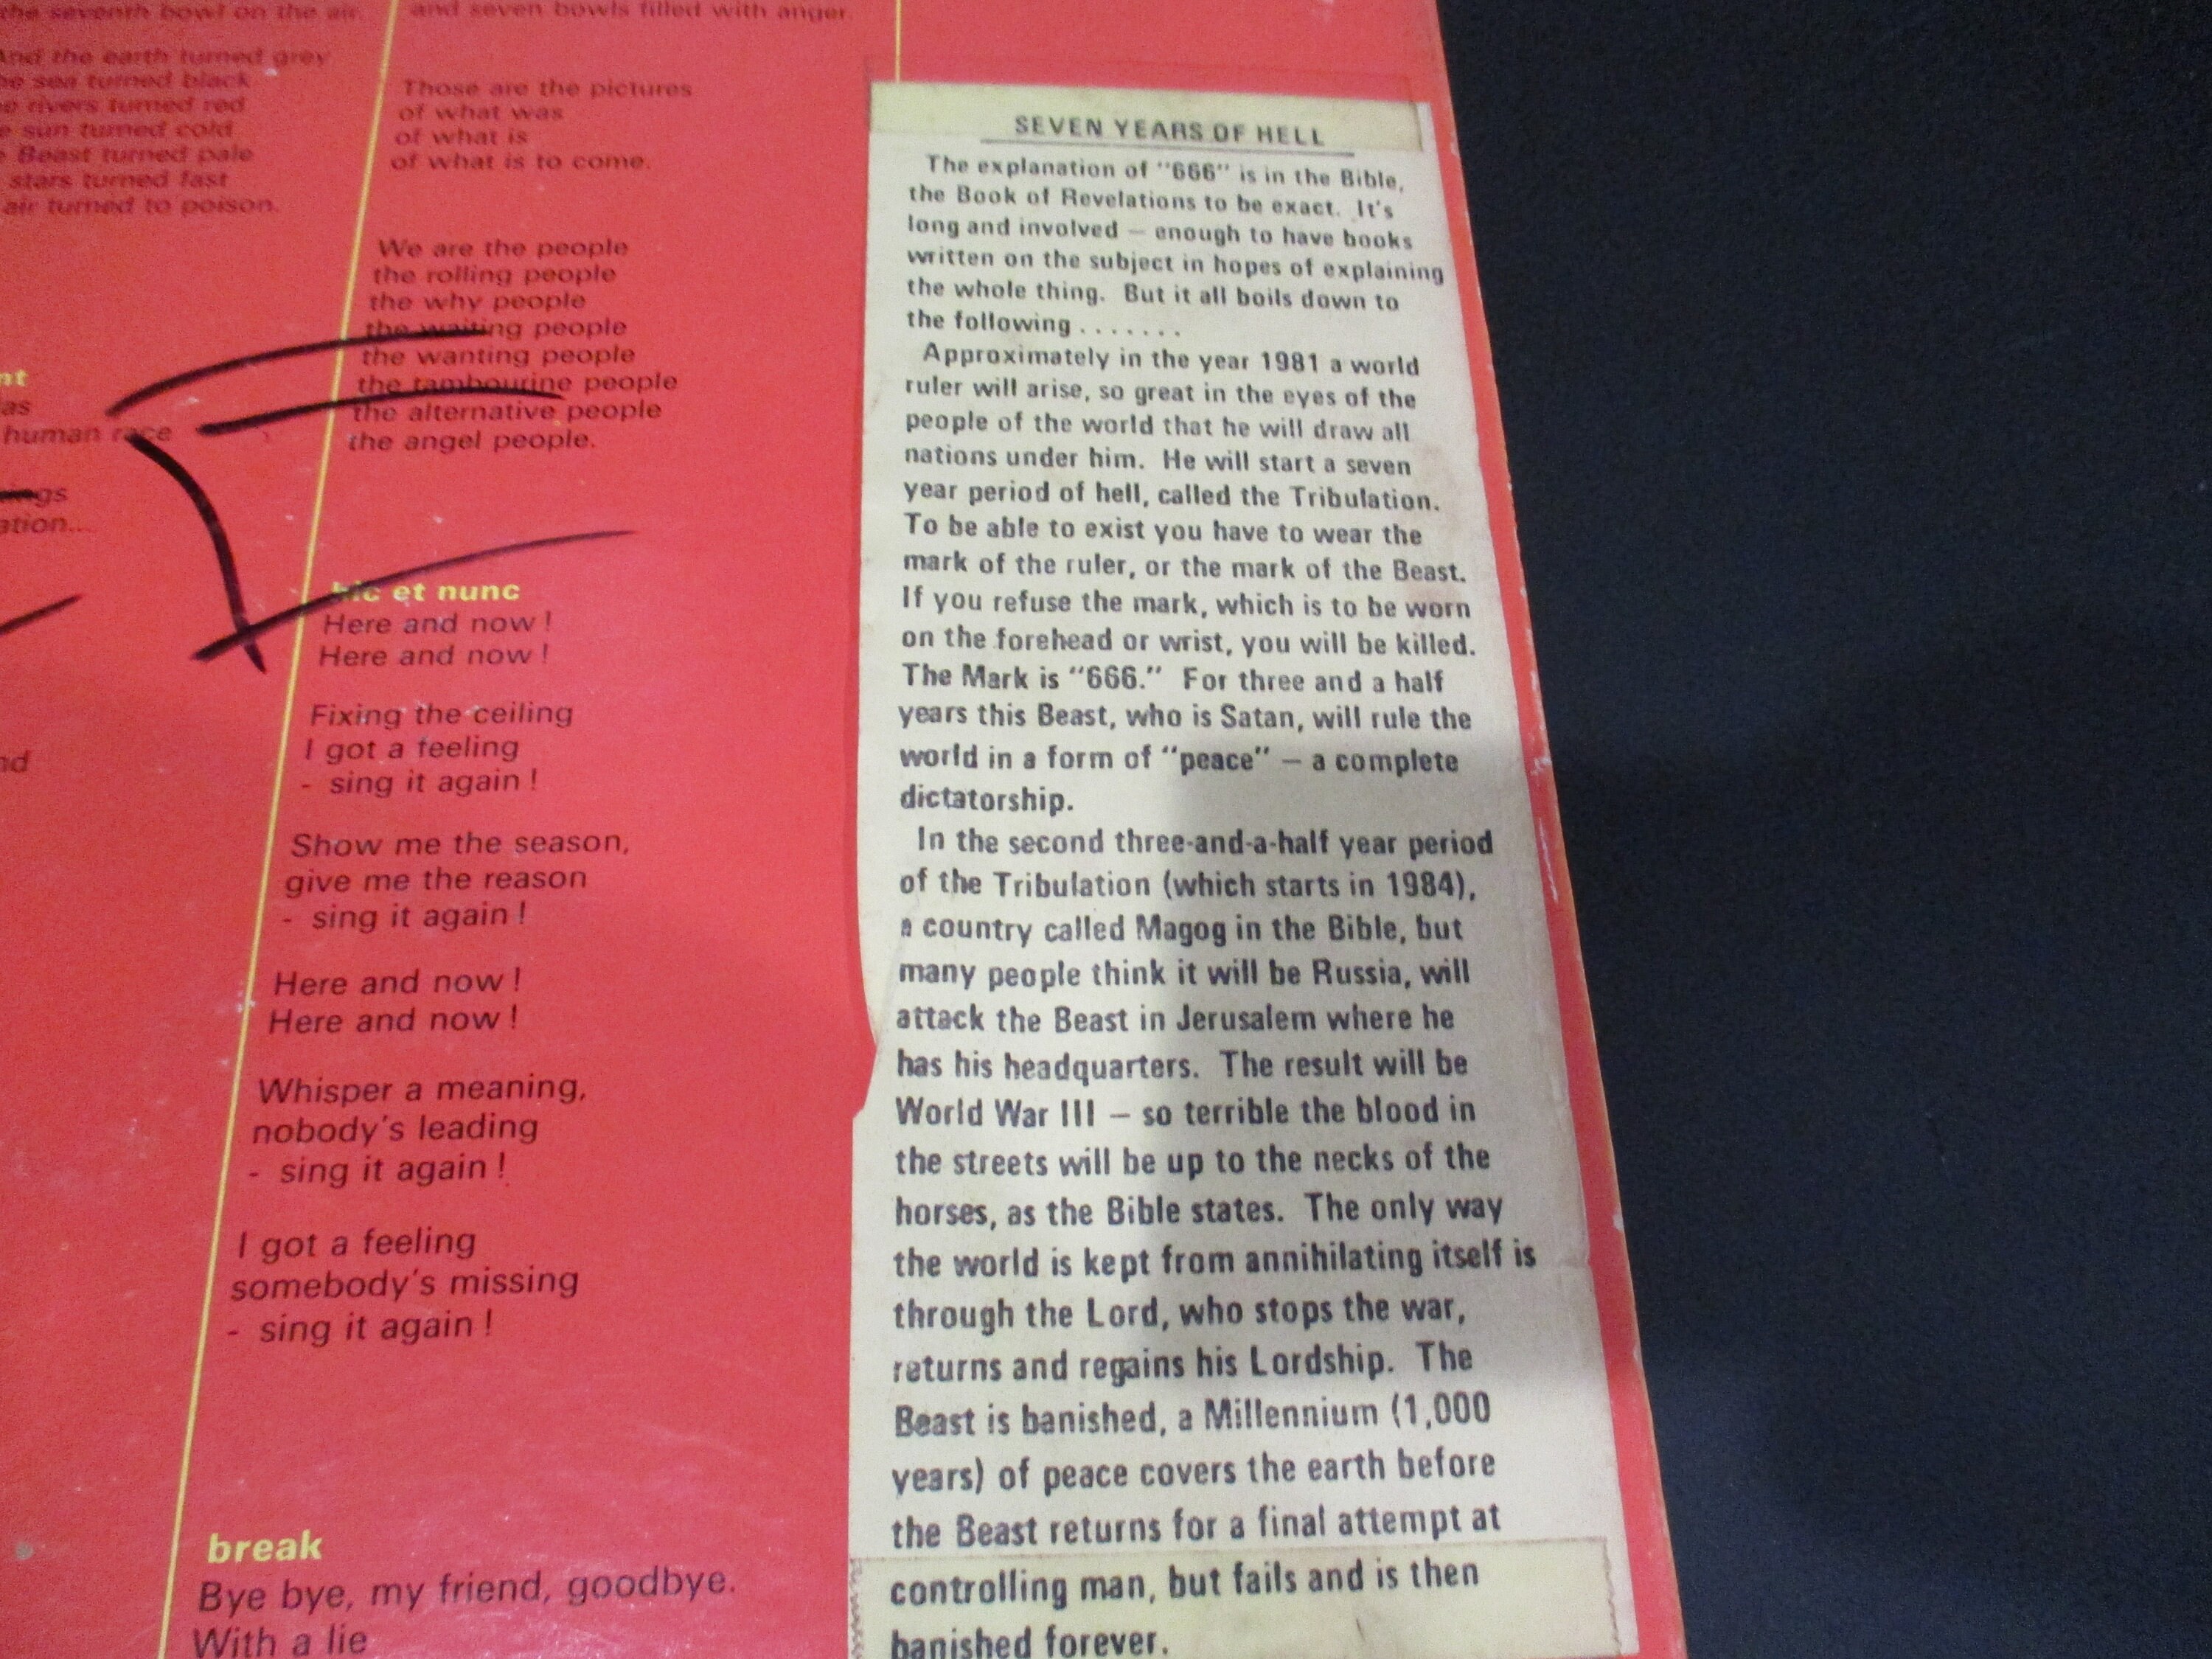 the seventh bowl on the air.
And the earth turned grey
sea turned black
rivers turned red
sun turned cold
Beast turned pale
stars turned fast
air turned to poison.
human race
and seven bowls filled with anger.
Those are the pictures
of what was
of what is
of what is to come.
We are the people
the rolling people
the why people
the waiting people
the wanting people
the tambourine people
the alternative people
the angel people.
hic et nunc
Here and now!
Here and now!
Fixing the ceiling
I got a feeling
- sing it again!
Show me the season,
give me the reason
- sing it again!
Here and now!
Here and now!
Whisper a meaning,
nobody's leading
- sing it again!
I got a feeling
somebody's missing
- sing it again!
break
Bye bye, my friend, goodbye.
With a lie
SEVEN YEARS OF HELL
The explanation of "666" is in the Bible,
the Book of Revelations to be exact. It's
long and involved — enough to have books
written on the subject in hopes of explaining
the whole thing. But it all boils down to
the following . . . . . . .
Approximately in the year 1981 a world
ruler will arise, so great in the eyes of the
people of the world that he will draw all
nations under him. He will start a seven
year period of hell, called the Tribulation.
To be able to exist you have to wear the
mark of the ruler, or the mark of the Beast.
If you refuse the mark, which is to be worn
on the forehead or wrist, you will be killed.
The Mark is "666." For three and a half
years this Beast, who is Satan, will rule the
world in a form of "peace" — a complete
dictatorship.
In the second three-and-a-half year period
of the Tribulation (which starts in 1984),
a country called Magog in the Bible, but
many people think it will be Russia, will
attack the Beast in Jerusalem where he
has his headquarters. The result will be
World War III — so terrible the blood in
the streets will be up to the necks of the
horses, as the Bible states. The only way
the world is kept from annihilating itself is
through the Lord, who stops the war,
returns and regains his Lordship. The
Beast is banished, a Millennium (1,000
years) of peace covers the earth before
the Beast returns for a final attempt at
controlling man, but fails and is then
banished forever.